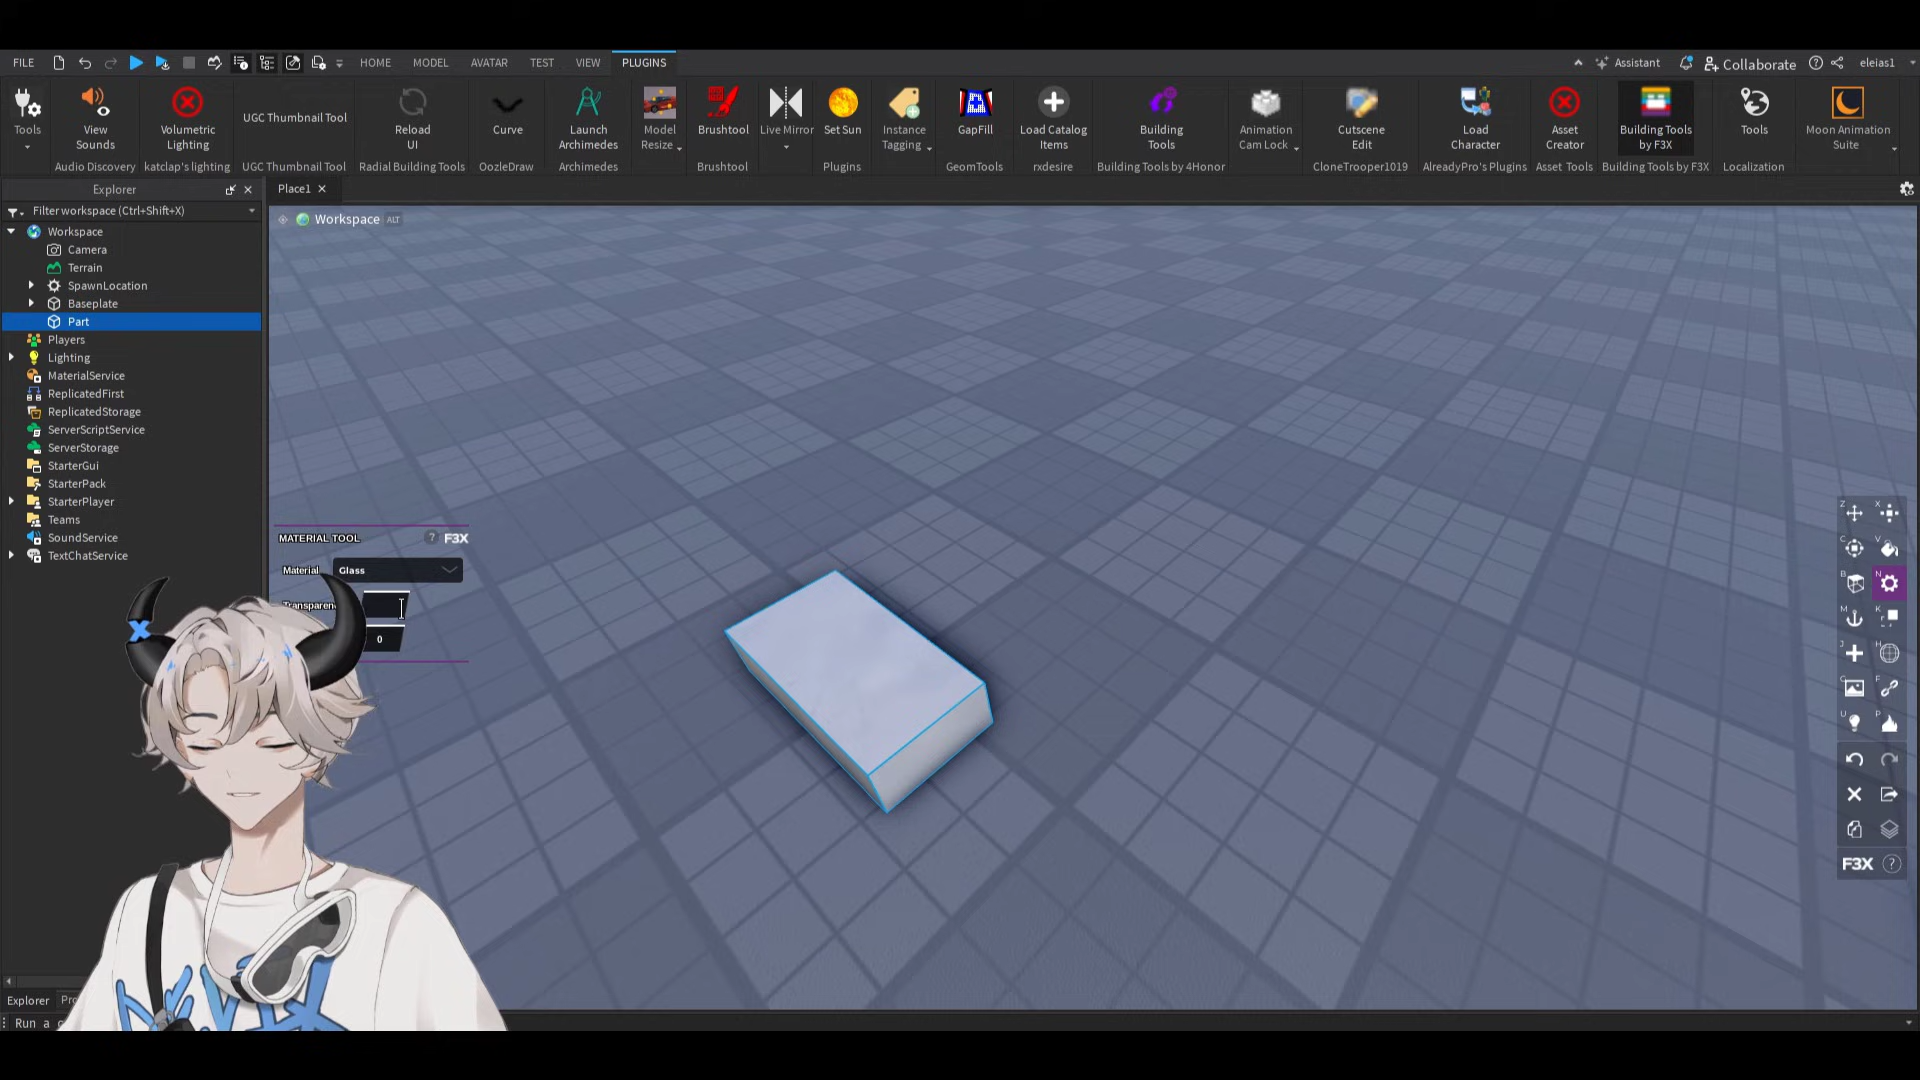 FILE
HOME
MODEL
AVATAR
TEST
VIEW
PLUGINS
Assistant
Collaborate
eleias1
Tools
View Sounds
Audio Discovery
Volumetric Lighting
katclap's lighting
UGC Thumbnail Tool
UGC Thumbnail Tool
Reload UI
Radial Building Tools
Curve
OozleDraw
Launch Archimedes
Archimedes
Model Resize
Brushtool
Brushtool
Live Mirror
Set Sun
Plugins
Instance Tagging
GapFill
GeomTools
Load Catalog Items
rxdesire
Building Tools
Building Tools by 4Honor
Animation Cam Lock
Cutscene Edit
CloneTrooper1019
Load Character
AlreadyPro's Plugins
Asset Creator
Asset Tools
Building Tools by F3X
Building Tools by F3X
Tools
Localization
Moon Animation Suite
Explorer
Filter workspace (Ctrl+Shift+X)
Workspace
Camera
Terrain
SpawnLocation
Baseplate
Part
Players
Lighting
MaterialService
ReplicatedFirst
ReplicatedStorage
ServerScriptService
ServerStorage
StarterGui
StarterPack
StarterPlayer
Teams
SoundService
TextChatService
Place1
Workspace ALT
MATERIAL TOOL ? F3X
Material Glass
Transparen
0
Z X
C V
B N
M K
J H
G F
U P
F3X ?
Explorer Pr
Run a